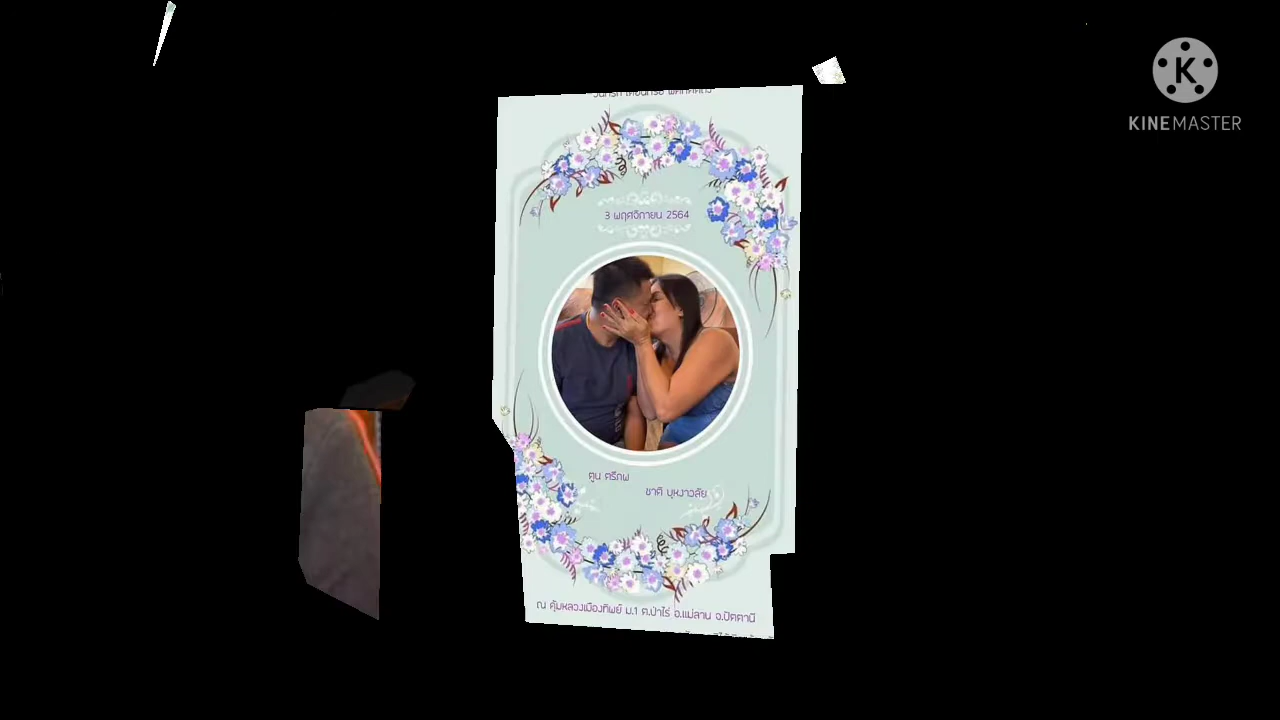 3 พฤศจิกายน 2564
ตูน ตรีภพ
ชาติ บุหงาวลัย
ณ คุ้มหลวงเมืองทิพย์ ม.1 ต.ป่าไร่ อ.แม่ลาน จ.ปัตตานี
KINEMASTER